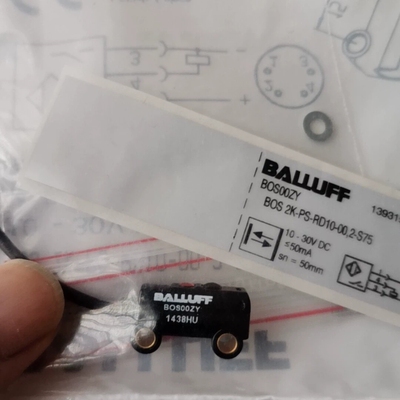 BALLUFF
BOS00ZY
BOS 2K-PS-RD10-00,2-S75
10 - 30V DC
≤50mA
sn = 50mm
BALLUFF
BOS00ZY
1438HU